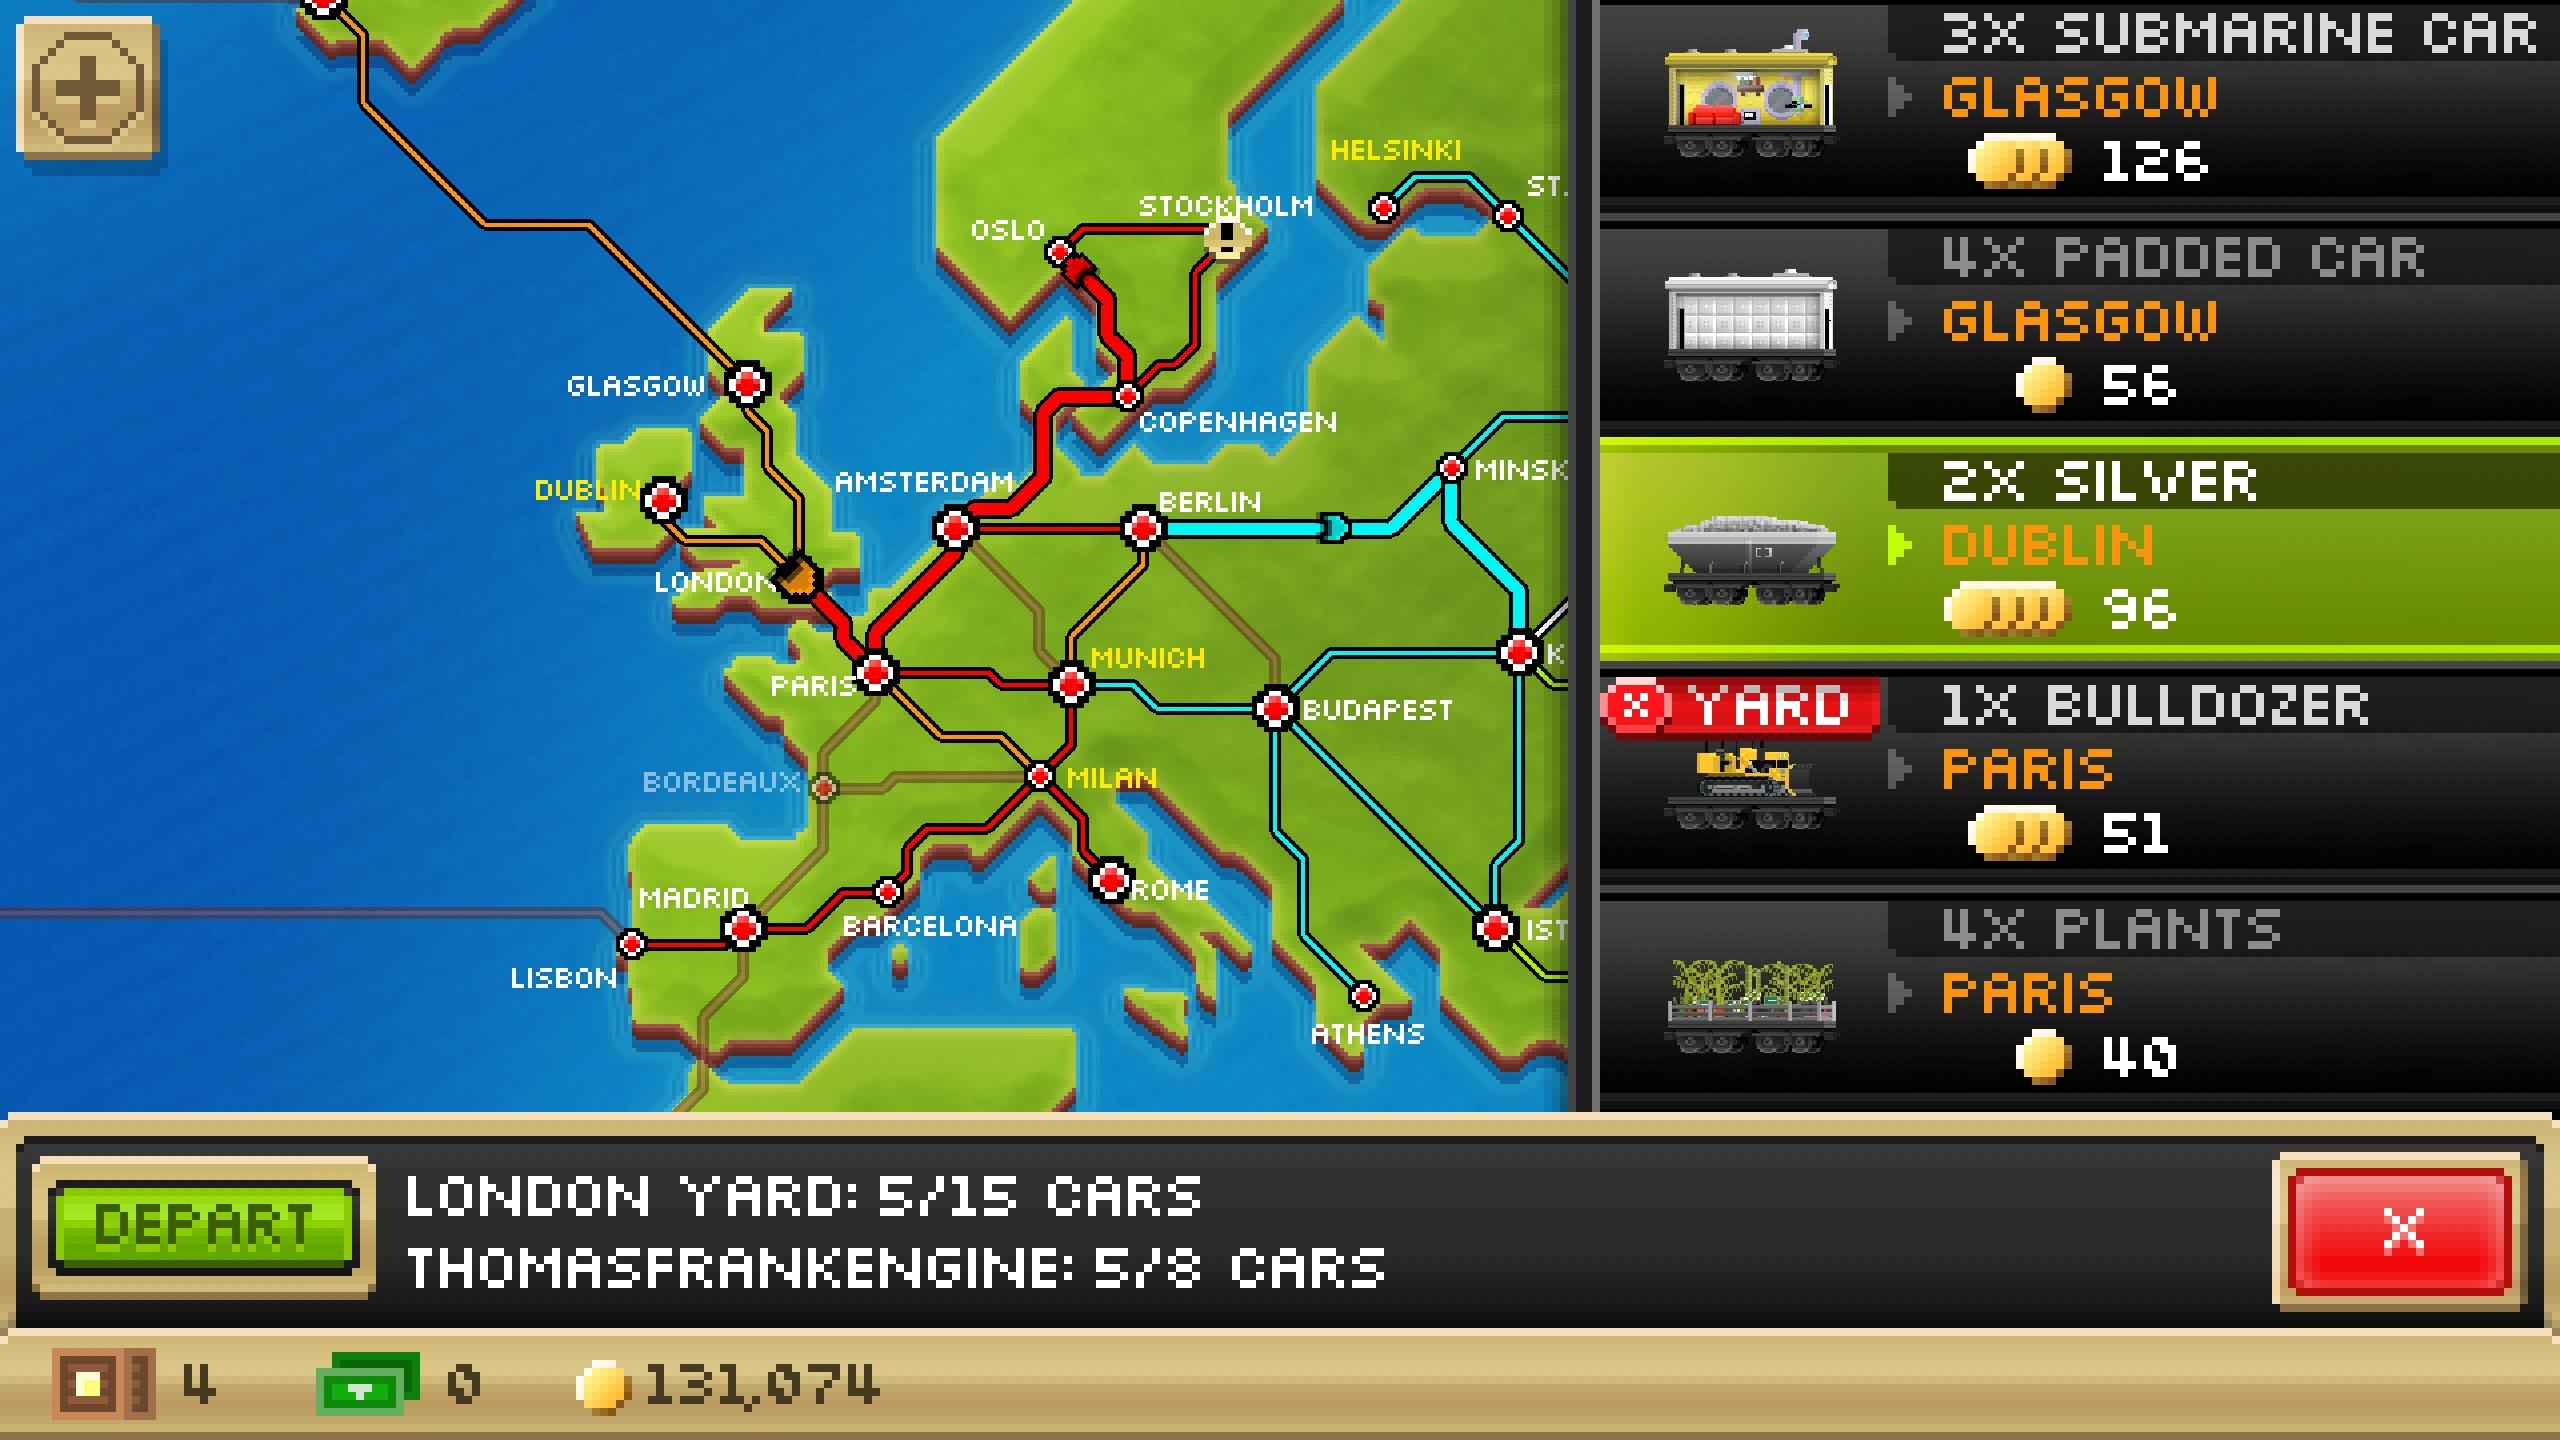 3X SUBMARINE CAR
GLASGOW
126
4X PADDED CAR
GLASGOW
56
2X SILVER
DUBLIN
96
X YARD
1X BULLDOZER
PARIS
51
4X PLANTS
PARIS
40
HELSINKI
ST.
STOCKHOLM
OSLO
GLASGOW
COPENHAGEN
MINSK
AMSTERDAM
DUBLIN
BERLIN
LONDON
MUNICH
K
PARIS
BUDAPEST
BORDEAUX
MILAN
MADRID
ROME
BARCELONA
IST
LISBON
ATHENS
DEPART
LONDON YARD: 5/15 CARS
THOMASFRANKENGINE: 5/8 CARS
X
4
0
131,074